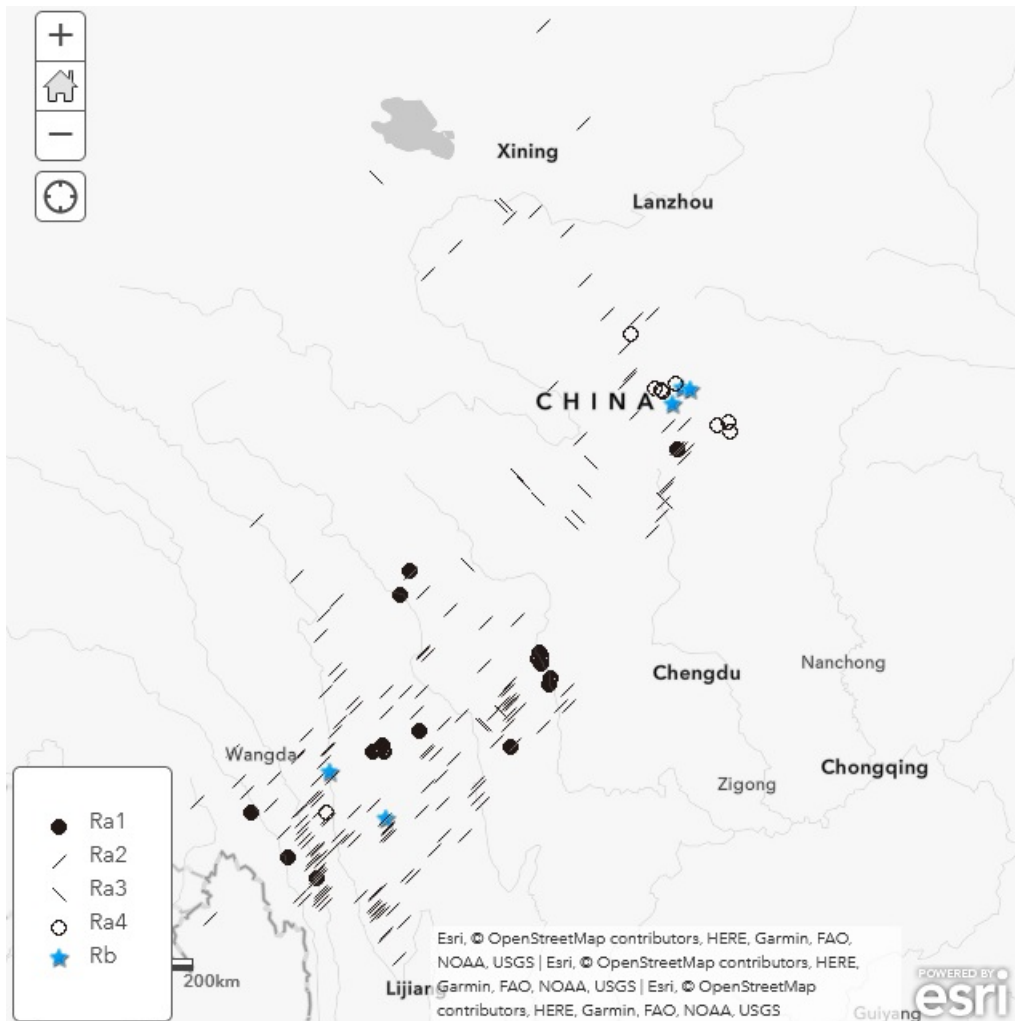 +
−
Xining
Lanzhou
CHINA
Chengdu
Nanchong
Wangda
Chongqing
Zigong
Ra1
Ra2
Ra3
Ra4
Rb
200km
Lijiang
Esri, © OpenStreetMap contributors, HERE, Garmin, FAO,
NOAA, USGS | Esri, © OpenStreetMap contributors, HERE,
Garmin, FAO, NOAA, USGS | Esri, © OpenStreetMap
contributors, HERE, Garmin, FAO, NOAA, USGS
POWERED BY
esri
Guiyang